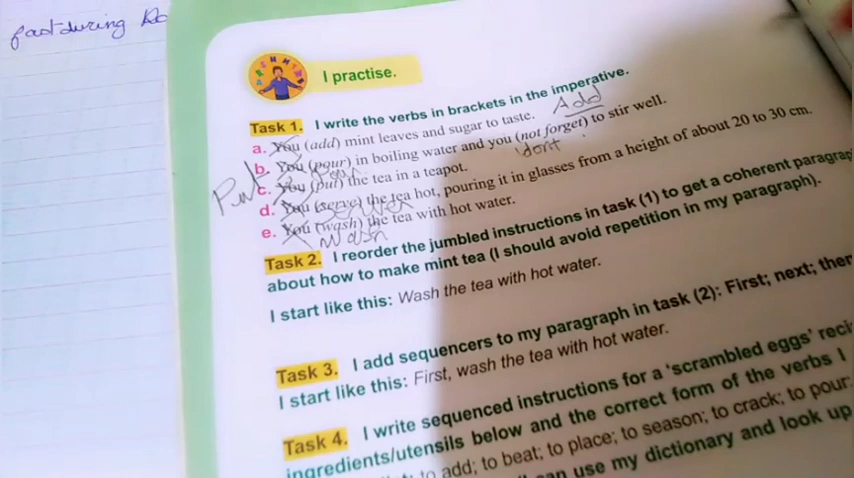 fast during
I practise.
Task 1. I write the verbs in brackets in the imperative.
Add
a. You (add) mint leaves and sugar to taste.
b. You (pour) in boiling water and you (not forget) to stir well.
don't
Put
c. You (put) the tea in a teapot.
d. You (serve) the tea hot, pouring it in glasses from a height of about 20 to 30 cm.
e. You (wash) the tea with hot water.
Wash
Task 2. I reorder the jumbled instructions in task (1) to get a coherent
about how to make mint tea (I should avoid repetition in my paragraph).
I start like this: Wash the tea with hot water.
Task 3. I add sequencers to my paragraph in task (2): First; next;
I start like this: First, wash the tea with hot water.
Task 4. I write sequenced instructions for a 'scrambled eggs'
ingredients/utensils below and the correct form of the verbs I
to add; to beat; to place; to season; to crack; to pour
can use my dictionary and look up